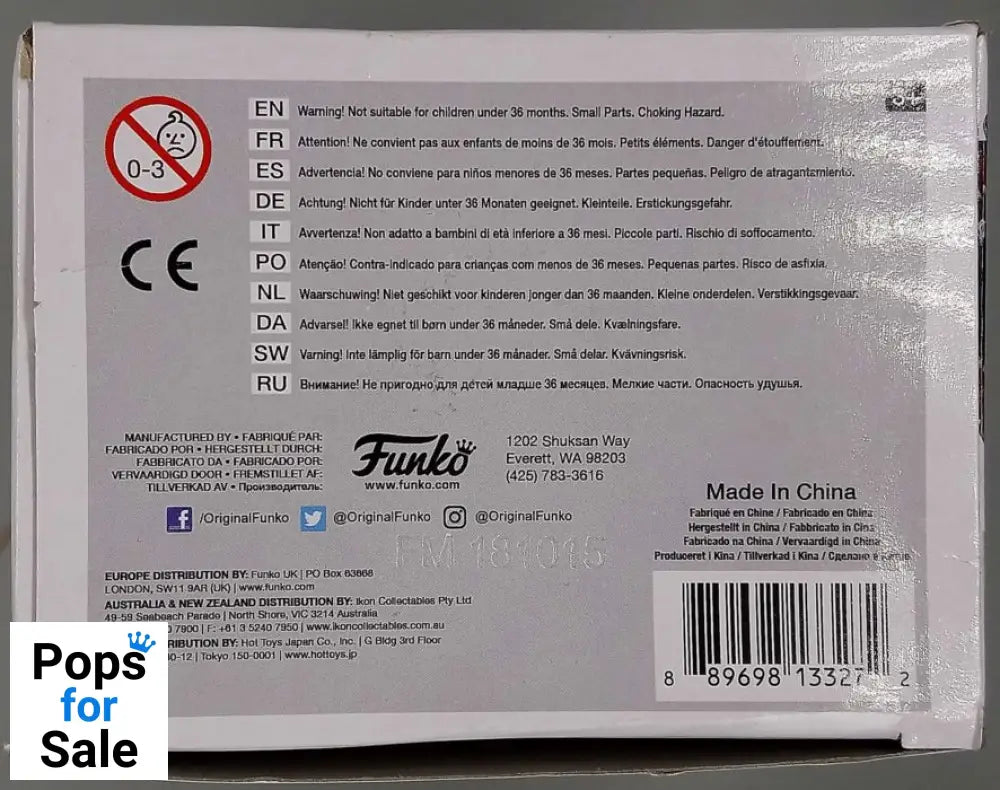 0-3
EN Warning! Not suitable for children under 36 months. Small Parts. Choking Hazard.
FR Attention! Ne convient pas aux enfants de moins de 36 mois. Petits éléments. Danger d'étouffement.
ES Advertencia! No conviene para niños menores de 36 meses. Partes pequeñas. Peligro de atragantamiento.
DE Achtung! Nicht für Kinder unter 36 Monaten geeignet. Kleinteile. Erstickungsgefahr.
IT Avvertenza! Non adatto a bambini di età inferiore a 36 mesi. Piccole parti. Rischio di soffocamento.
PO Atenção! Contra-indicado para crianças com menos de 36 meses. Pequenas partes. Risco de asfixia.
NL Waarschuwing! Niet geschikt voor kinderen jonger dan 36 maanden. Kleine onderdelen. Verstikkingsgevaar.
DA Advarsel! Ikke egnet til børn under 36 måneder. Små dele. Kvælningsfare.
SW Varning! Inte lämplig för barn under 36 månader. Små delar. Kvävningsrisk.
RU Внимание! Не пригодно для детей младше 36 месяцев. Мелкие части. Опасность удушья.
CE
MANUFACTURED BY • FABRIQUÉ PAR:
FABRICADO POR • HERGESTELLT DURCH:
FABBRICATO DA • FABRICADO POR:
VERVAARDIGD DOOR • FREMSTILLET AF:
TILLVERKAD AV • Производитель:
Funko
www.funko.com
1202 Shuksan Way
Everett, WA 98203
(425) 783-3616
/OriginalFunko @OriginalFunko @OriginalFunko
FM 181015
EUROPE DISTRIBUTION BY: Funko UK | PO Box 63668
LONDON, SW11 9AR (UK) | www.funko.com
AUSTRALIA & NEW ZEALAND DISTRIBUTION BY: Ikon Collectables Pty Ltd
49-59 Seabeach Parade | North Shore, VIC 3214 Australia
7900 | F: +61 3 5240 7950 | www.ikoncollectables.com.au
RIBUTION BY: Hot Toys Japan Co., Inc. | G Bldg 3rd Floor
0-12 | Tokyo 150-0001 | www.hottoys.jp
Made In China
Fabriqué en Chine / Fabricado en China
Hergestellt in China / Fabbricato in Cina
Fabricado na China / Vervaardigd in China
Produceret i Kina / Tillverkad i Kina / Сделано в Китае
8 89698 13327 2
Pops
for
Sale